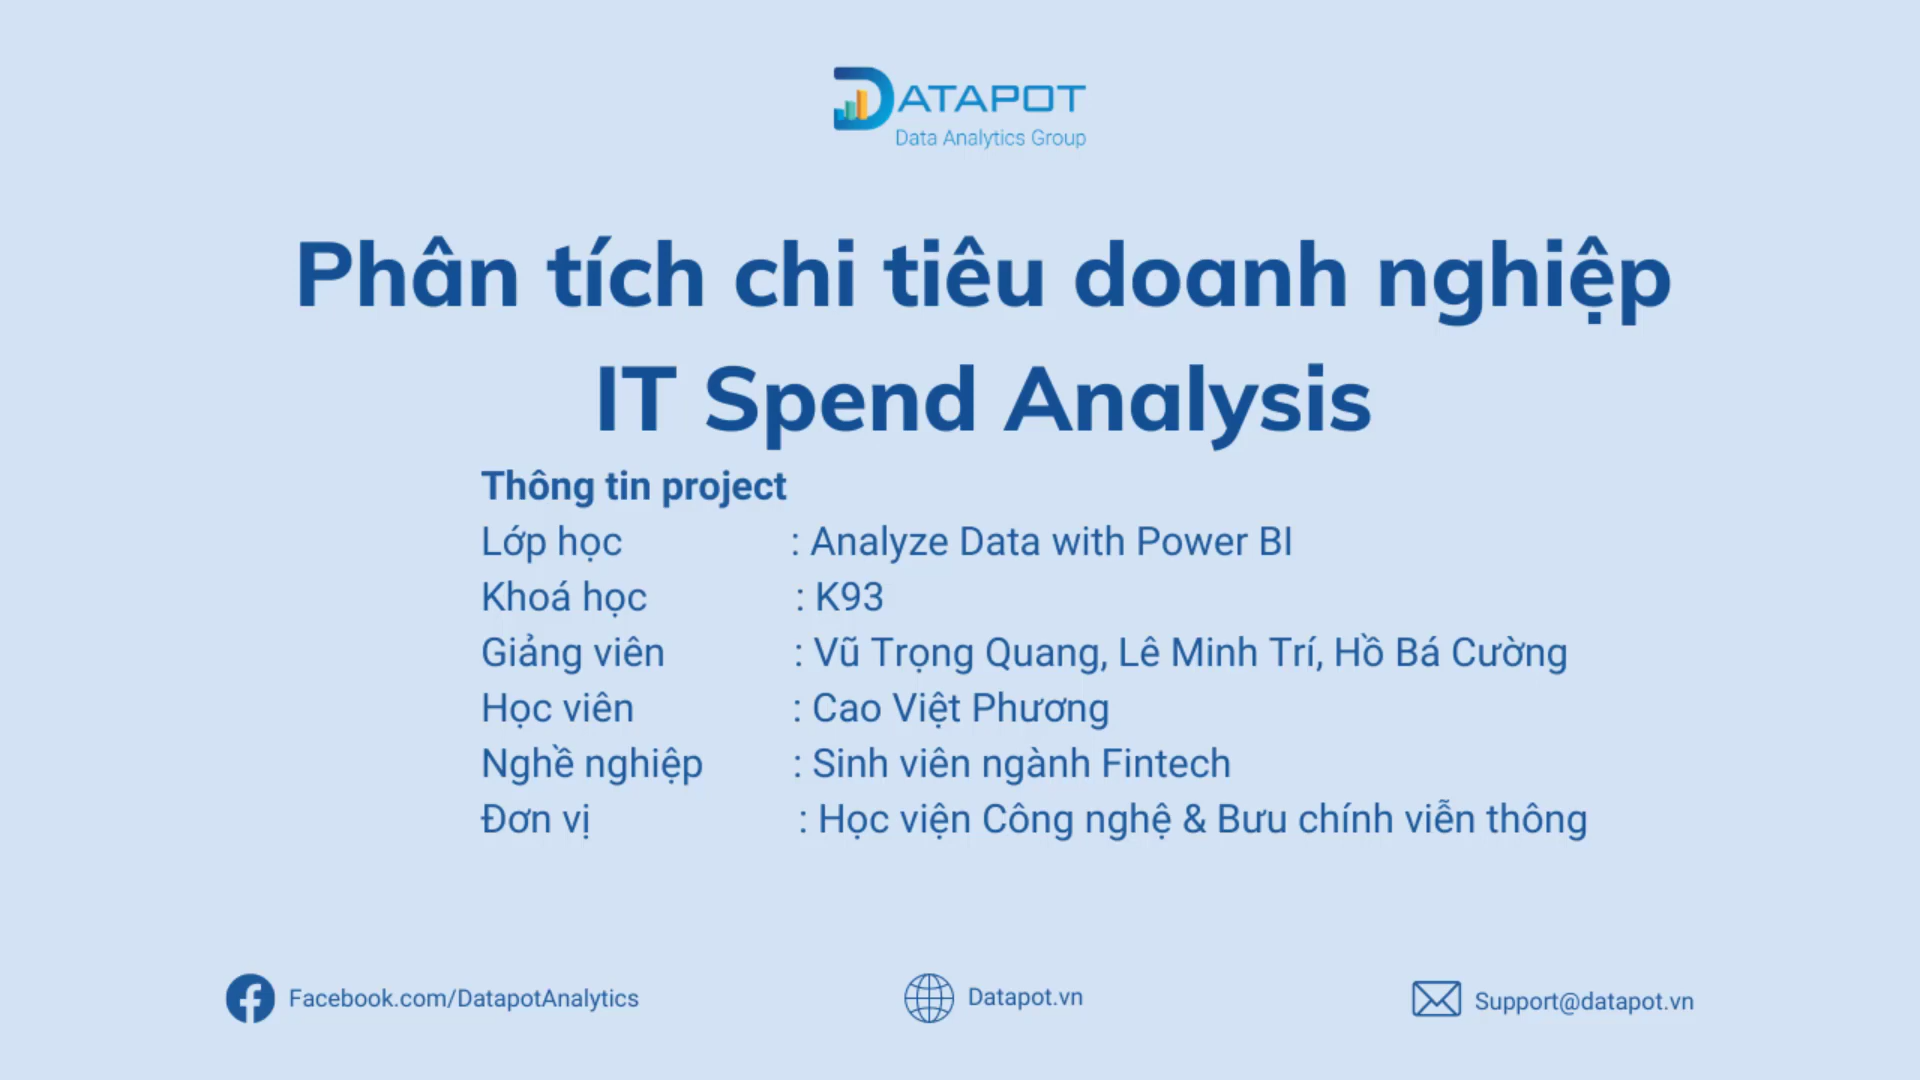 DATAPOT
Data Analytics Group
Phân tích chi tiêu doanh nghiệp
IT Spend Analysis
Thông tin project
Lớp học : Analyze Data with Power BI
Khoá học : K93
Giảng viên : Vũ Trọng Quang, Lê Minh Trí, Hồ Bá Cường
Học viên : Cao Việt Phương
Nghề nghiệp : Sinh viên ngành Fintech
Đơn vị : Học viện Công nghệ & Bưu chính viễn thông
Facebook.com/DatapotAnalytics
Datapot.vn
Support@datapot.vn